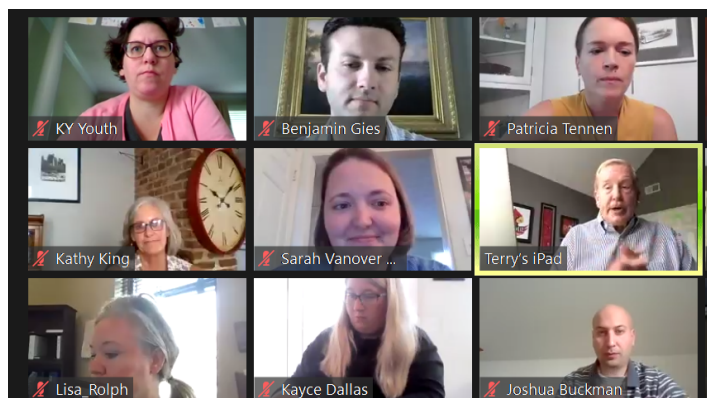 KY Youth
Benjamin Gies
Patricia Tennen
Kathy King
Sarah Vanover ...
Terry's iPad
Lisa_Rolph
Kayce Dallas
Joshua Buckman